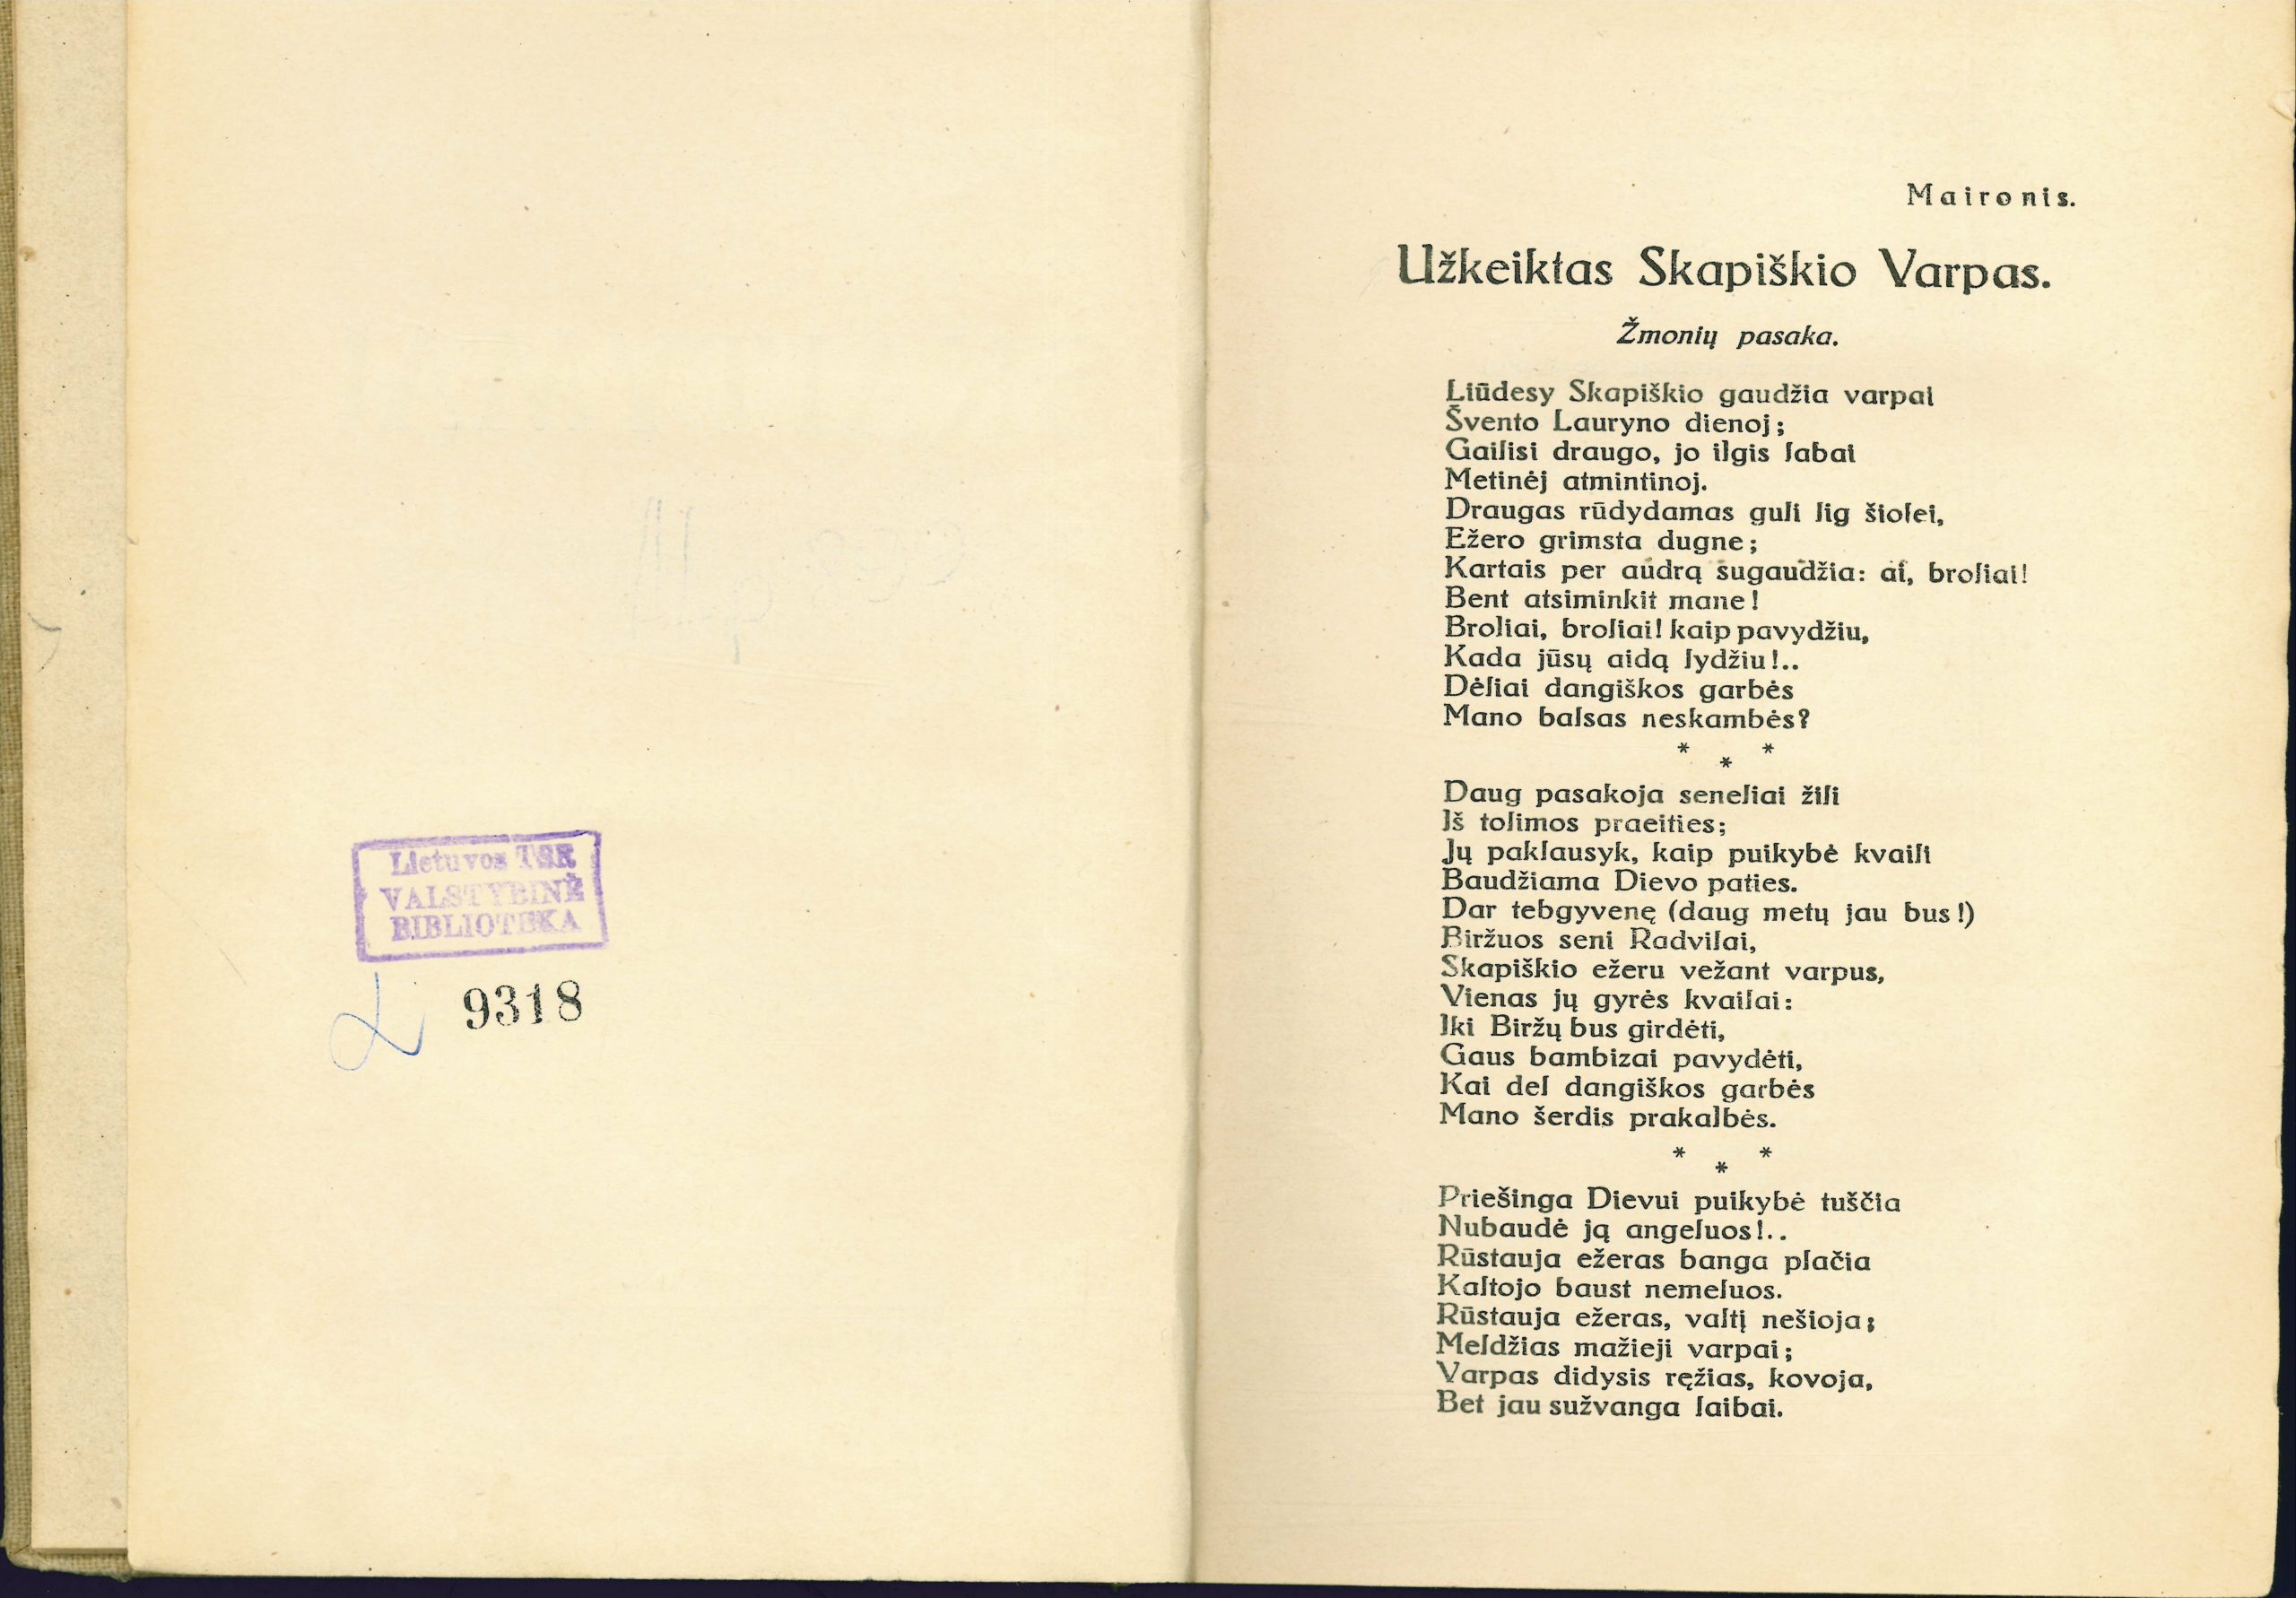 Lietuvos TSR
VALSTYBINĖ
BIBLIOTEKA
9318
Maironis.
Užkeiktas Skapiškio Varpas.
Žmonių pasaka.
Liūdesy Skapiškio gaudžia varpai
Švento Lauryno dienoj;
Gailisi draugo, jo ilgis labai
Metinėj atmintinoj.
Draugas rūdydamas guli lig šiolei,
Ežero grimsta dugne;
Kartais per audrą sugaudžia: ai, broliai!
Bent atsiminkit mane!
Broliai, broliai! kaip pavydžiu,
Kada jūsų aidą lydžiu!..
Dėliai dangiškos garbės
Mano balsas neskambės?
* * *
Daug pasakoja seneliai žili
Iš tolimos praeities;
Jų paklausyk, kaip puikybė kvaili
Baudžiama Dievo paties.
Dar tebgyvenę (daug metų jau bus!)
Biržuos seni Radvilai,
Skapiškio ežeru vežant varpus,
Vienas jų gyrės kvailai:
Iki Biržų bus girdėti,
Gaus bambizai pavydėti,
Kai del dangiškos garbės
Mano šerdis prakalbės.
* * *
Priešinga Dievui puikybė tuščia
Nubaudė ją angeluos!..
Rūstauja ežeras banga plačia
Kaltojo baust nemeluos.
Rūstauja ežeras, valtį nešioja;
Meldžias mažieji varpai;
Varpas didysis ręžias, kovoja,
Bet jau sužvanga laibai.